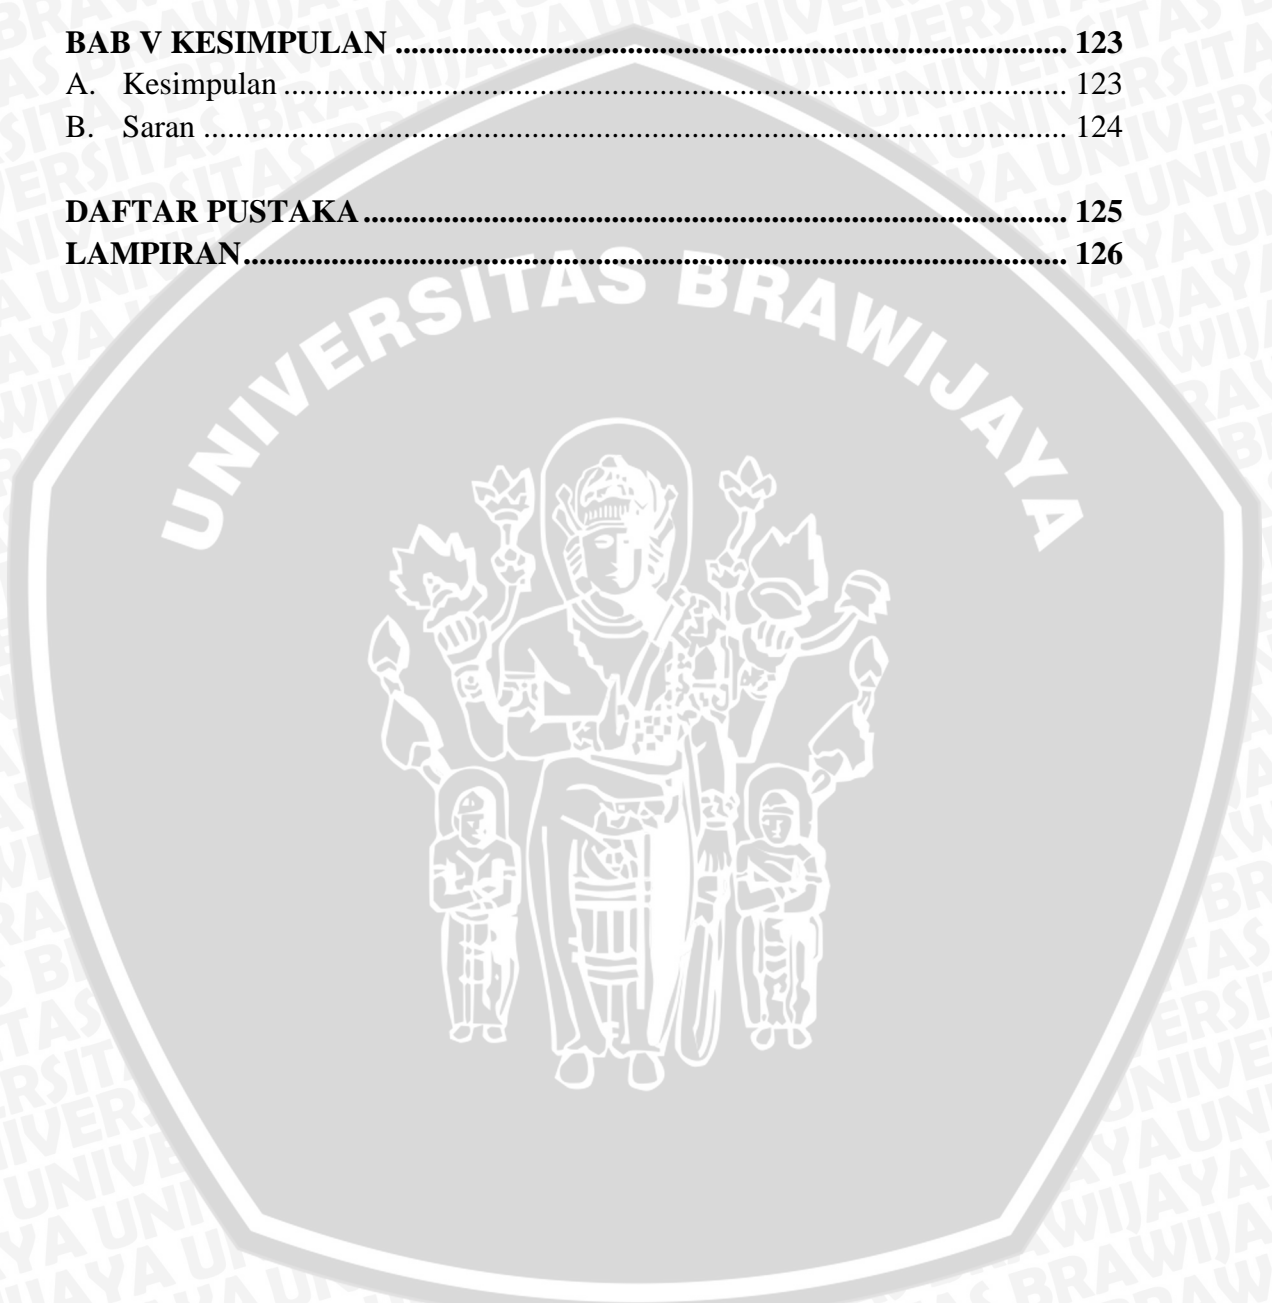 BAB V KESIMPULAN .................................................................................... 123
A. Kesimpulan .................................................................................................. 123
B. Saran ............................................................................................................ 124
DAFTAR PUSTAKA ........................................................................................ 125
LAMPIRAN....................................................................................................... 126
UNIVERSITAS BRAWIJAYA